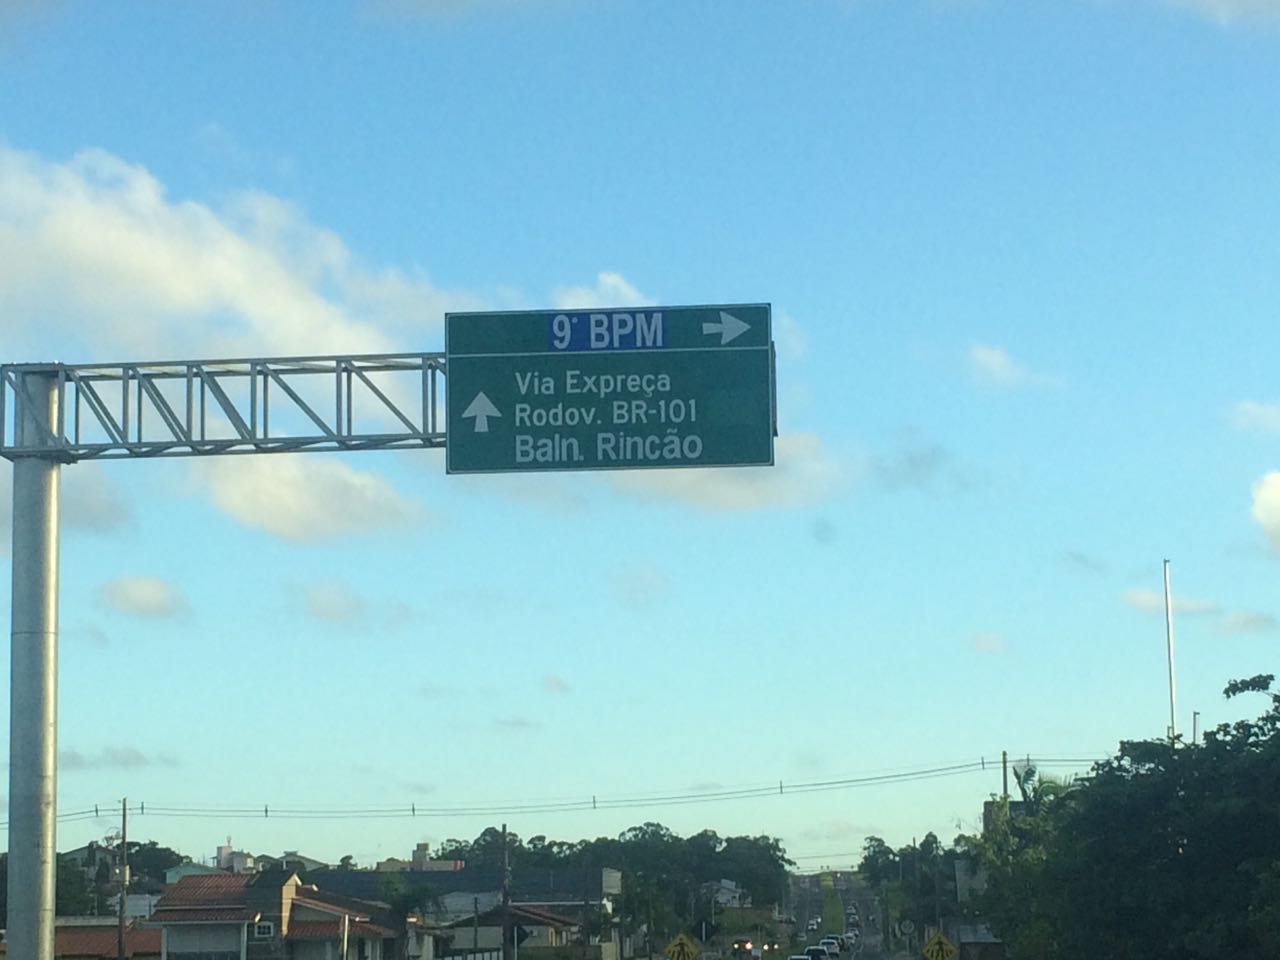 9° BPM
Via Expreça
Rodov. BR-101
Baln. Rincão